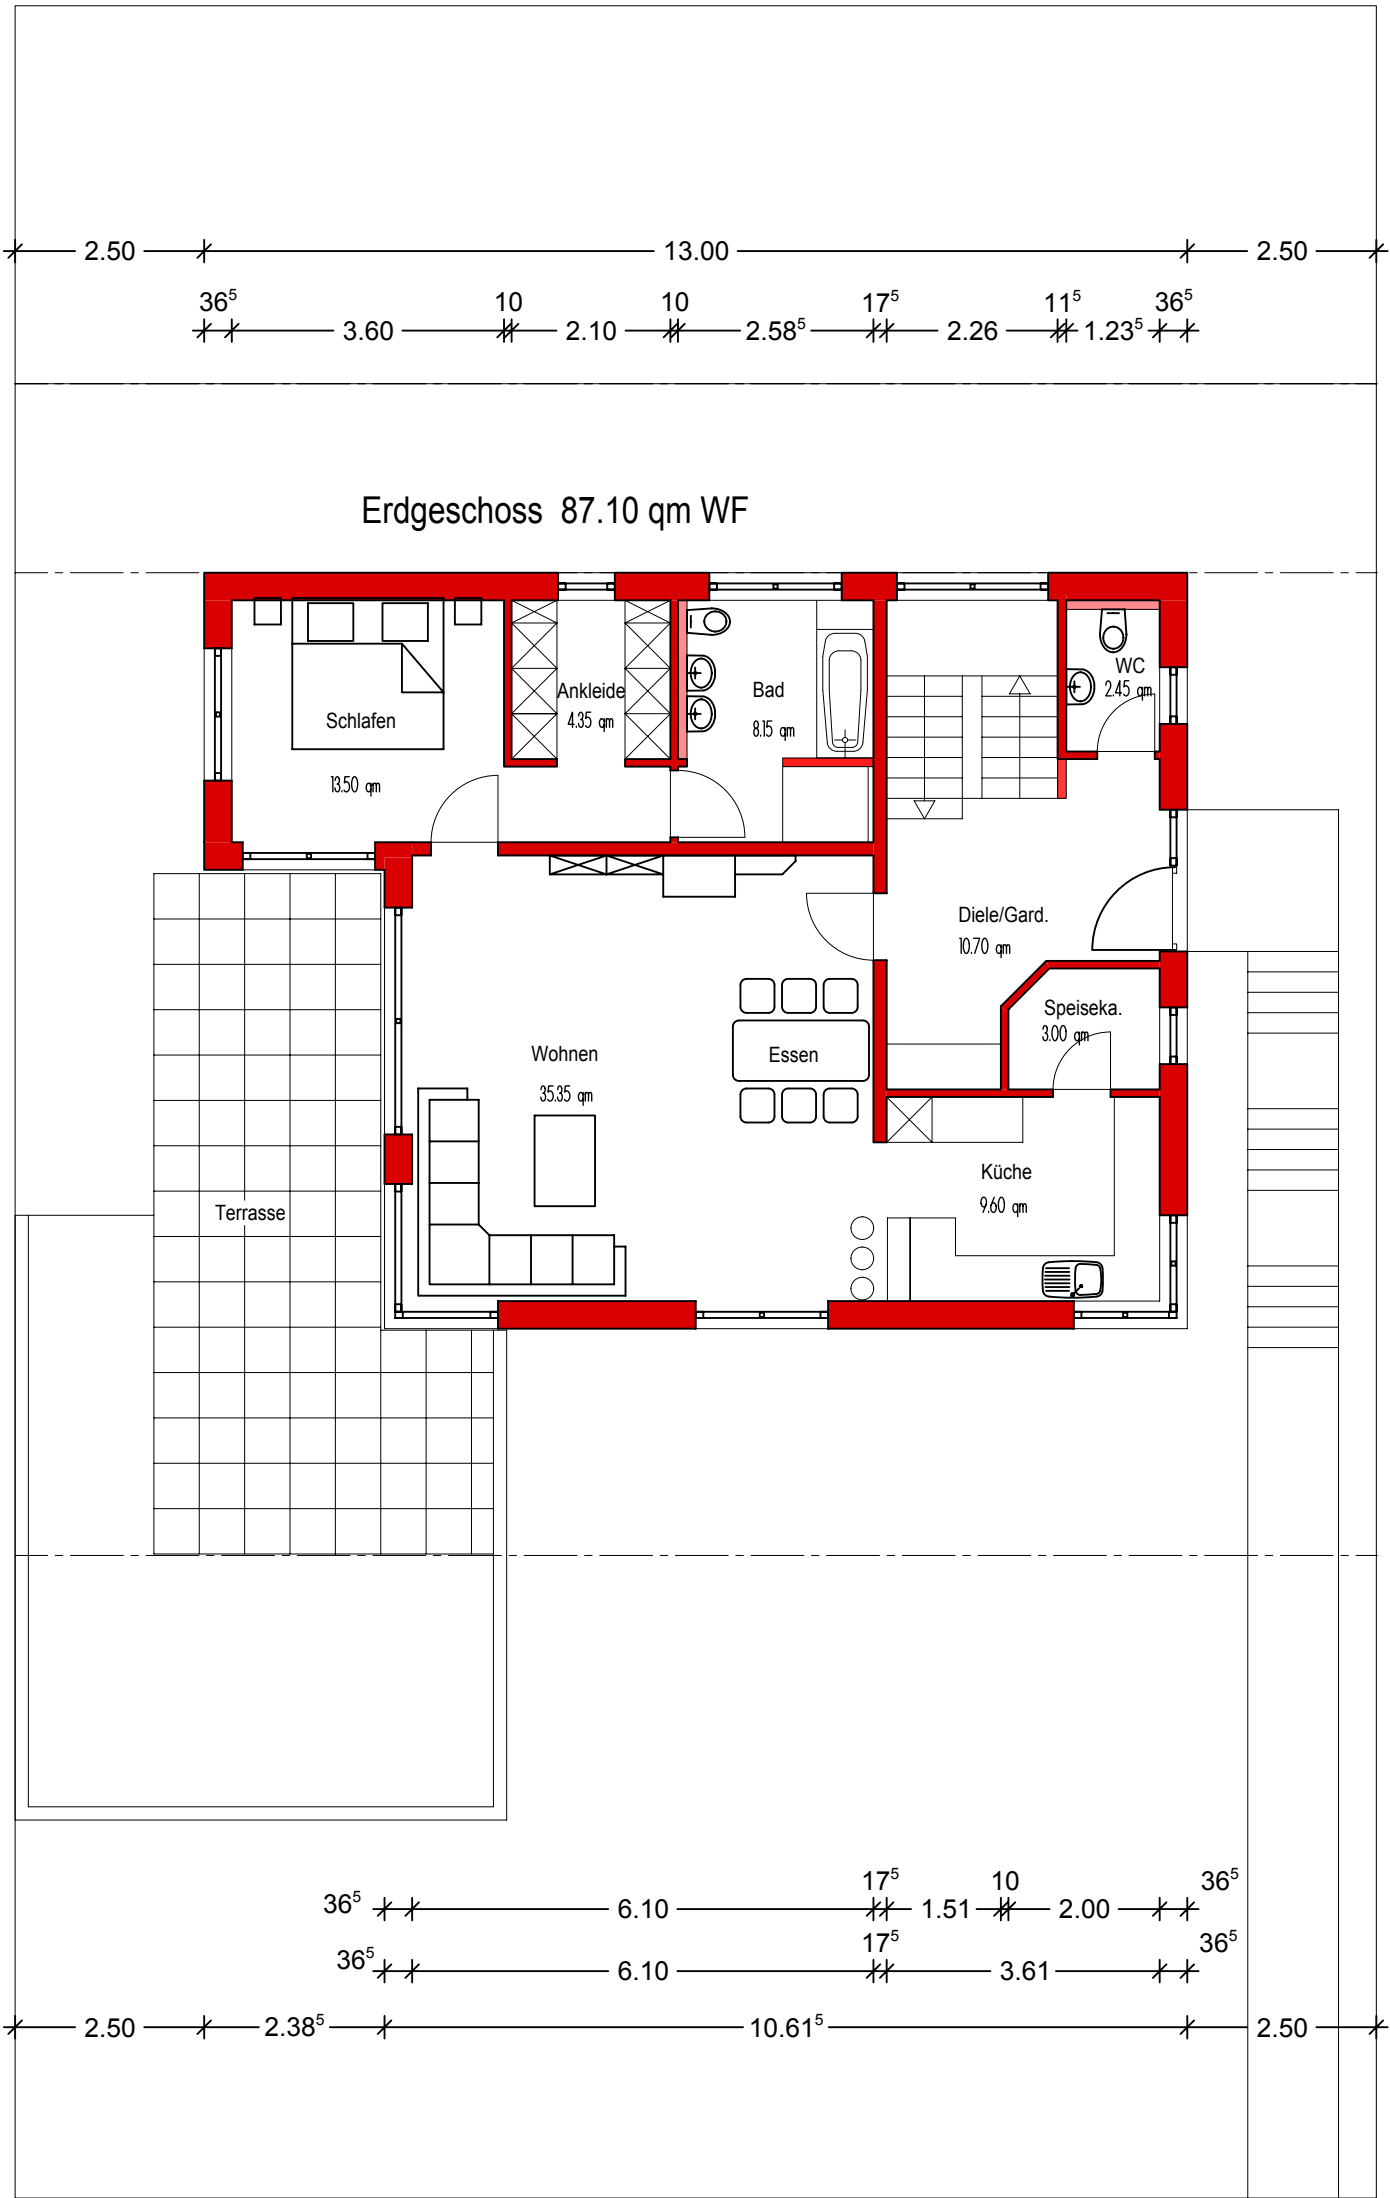 2.50 13.00 2.50
36⁵ 10 10 17⁵ 11⁵ 36⁵
3.60 2.10 2.58⁵ 2.26 1.23⁵
Erdgeschoss 87.10 qm WF
Schlafen
13.50 qm
Ankleide
4.35 qm
Bad
8.15 qm
WC
2.45 qm
Diele/Gard.
10.70 qm
Speiseka.
3.00 qm
Wohnen
35.35 qm
Essen
Küche
9.60 qm
Terrasse
17⁵ 10 36⁵
36⁵ 6.10 1.51 2.00
17⁵ 36⁵
36⁵ 6.10 3.61
2.50 2.38⁵ 10.61⁵ 2.50